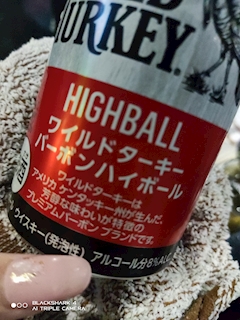 TURKEY.
HIGHBALL
ワイルドターキー
バーボンハイボール
ワイルドターキーは
アメリカ ケンタッキー州が生んだ、
芳醇な味わいが特徴の
プレミアムバーボン ブランドです。
ウイスキー(発泡性) アルコール分8%
BLACKSHARK 4
AI TRIPLE CAMERA